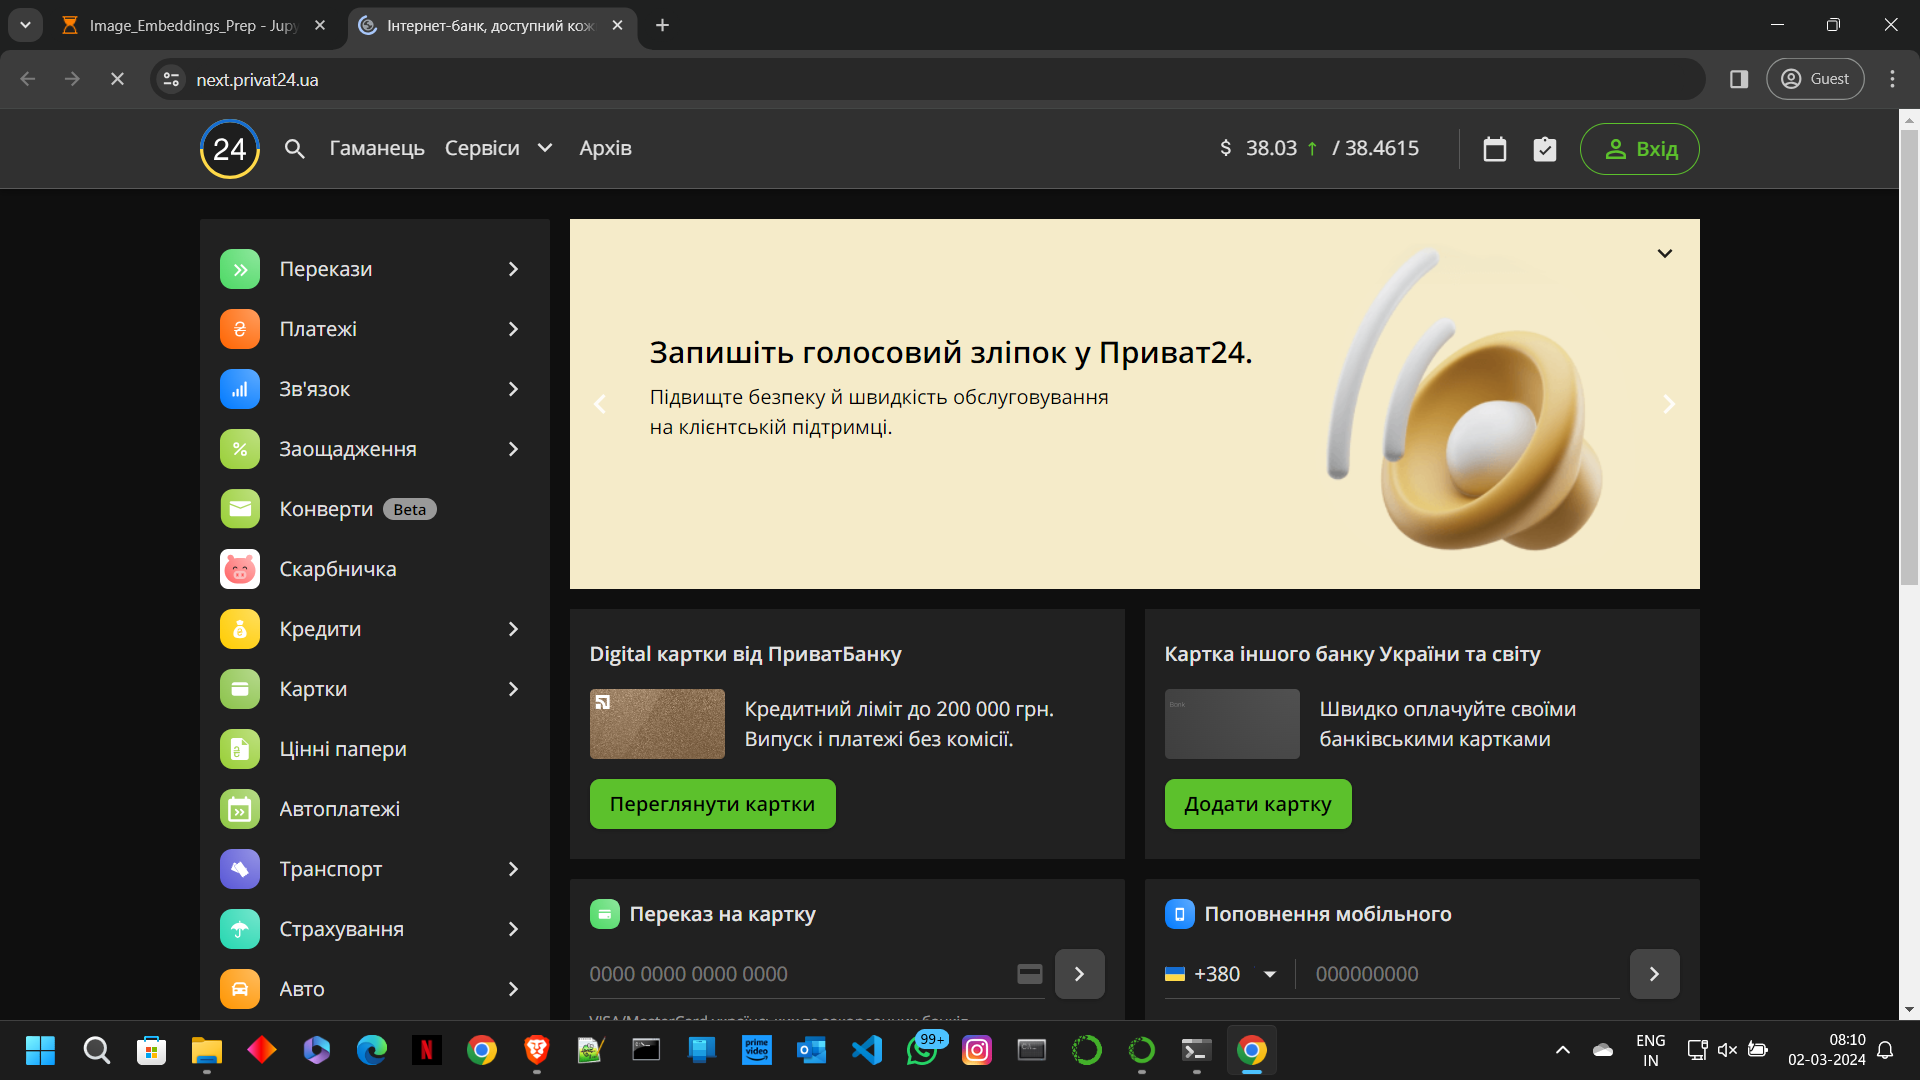 Image_Embeddings_Prep - Jupy
Інтернет-банк, доступний кож
next.privat24.ua
Guest
24
Гаманець
Сервіси
Архів
$ 38.03 ↑ / 38.4615
Вхід
Перекази
Платежі
Зв'язок
Заощадження
Конверти Beta
Скарбничка
Кредити
Картки
Цінні папери
Автоплатежі
Транспорт
Страхування
Авто
Запишіть голосовий зліпок у Приват24.
Підвищте безпеку й швидкість обслуговування
на клієнтській підтримці.
Digital картки від ПриватБанку
Кредитний ліміт до 200 000 грн.
Випуск і платежі без комісії.
Переглянути картки
Картка іншого банку України та світу
Bank
Швидко оплачуйте своїми
банківськими картками
Додати картку
Переказ на картку
0000 0000 0000 0000
Поповнення мобільного
+380
000000000
prime video
99+
ENG
IN
08:10
02-03-2024